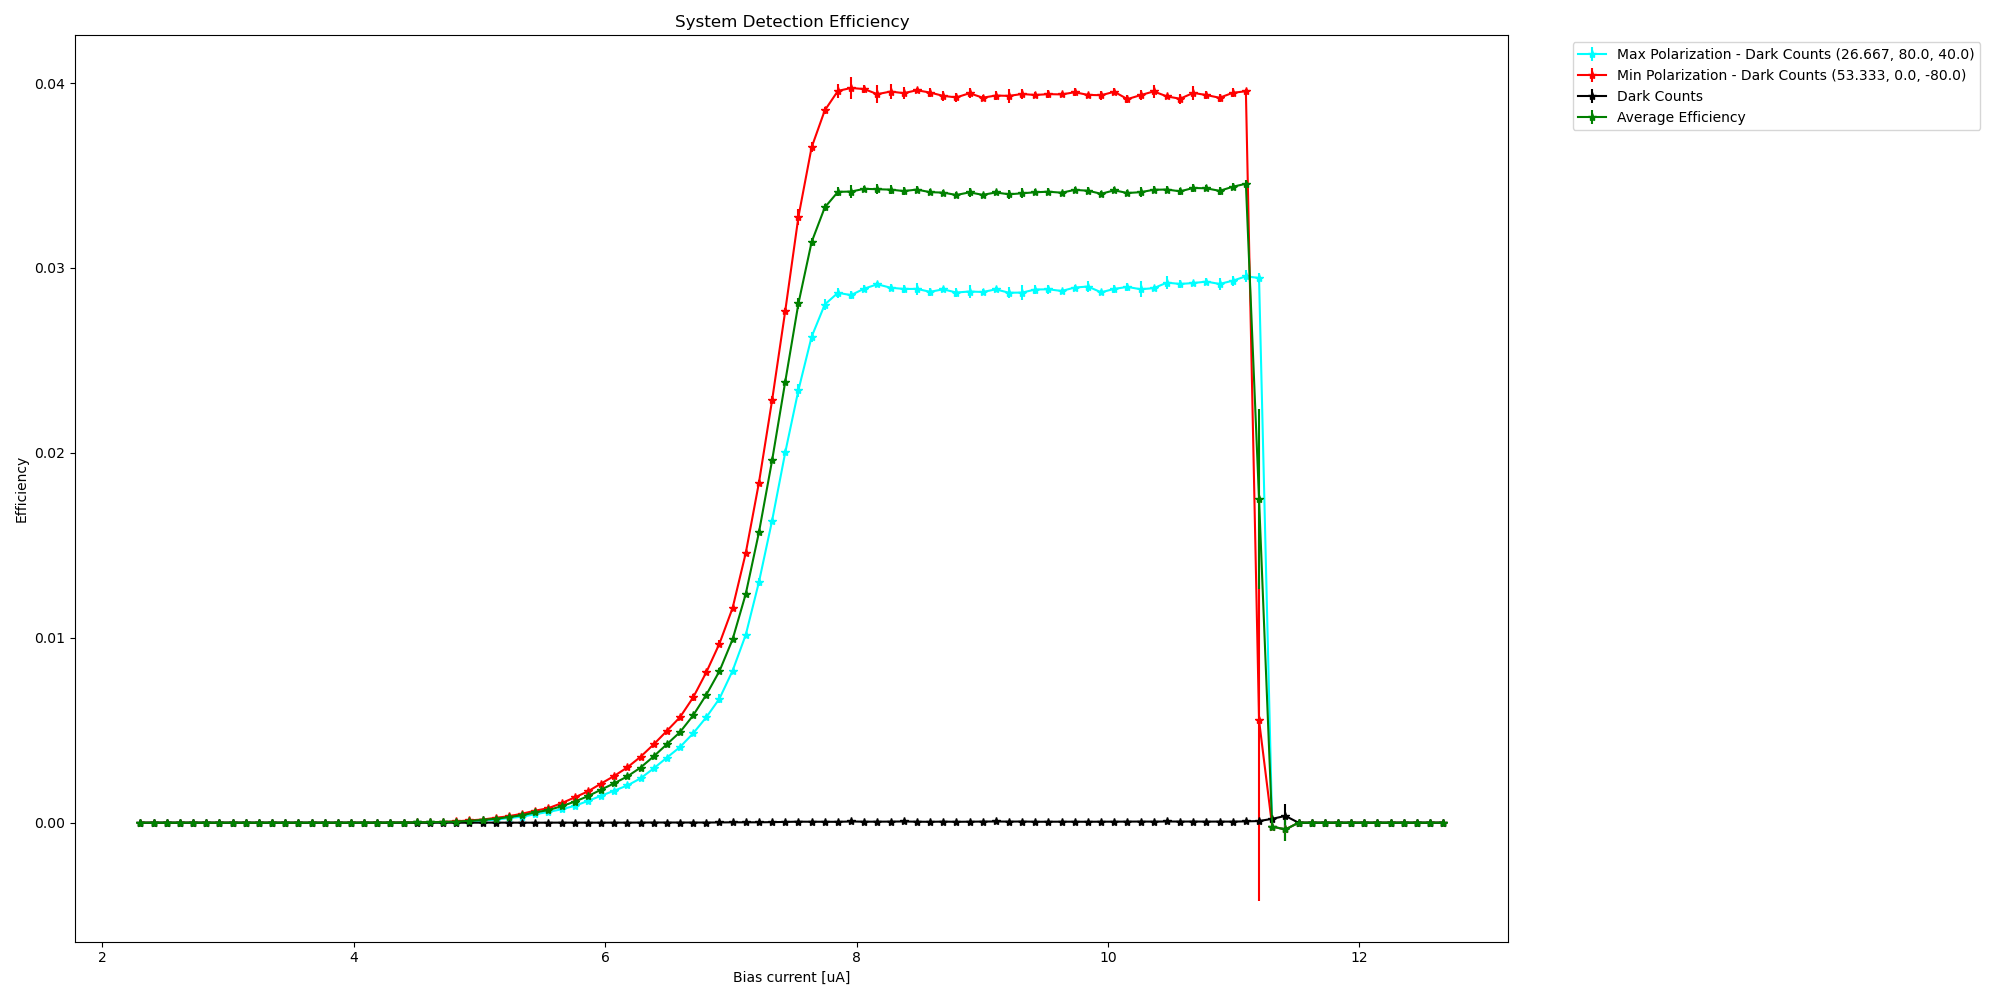 System Detection Efficiency
Max Polarization - Dark Counts (26.667, 80.0, 40.0)
Min Polarization - Dark Counts (53.333, 0.0, -80.0)
Dark Counts
Average Efficiency
0.04
0.03
0.02
0.01
0.00
Efficiency
2 4 6 8 10 12
Bias current [uA]